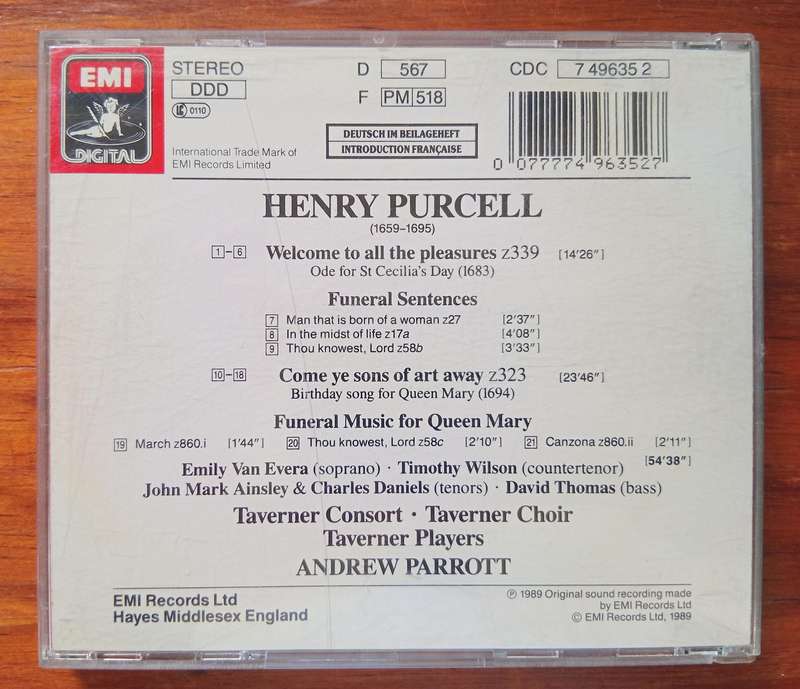 EMI
DIGITAL
STEREO
DDD
LC 0110
International Trade Mark of
EMI Records Limited
D 567
F PM 518
CDC 7 49635 2
DEUTSCH IM BEILAGEHEFT
INTRODUCTION FRANÇAISE
0 077774 963527
HENRY PURCELL
(1659–1695)
1–6 Welcome to all the pleasures z339 [14'26"]
Ode for St Cecilia's Day (1683)
Funeral Sentences
7 Man that is born of a woman z27 [2'37"]
8 In the midst of life z17a [4'08"]
9 Thou knowest, Lord z58b [3'33"]
10–18 Come ye sons of art away z323 [23'46"]
Birthday song for Queen Mary (1694)
Funeral Music for Queen Mary
19 March z860.i [1'44"] 20 Thou knowest, Lord z58c [2'10"] 21 Canzona z860.ii [2'11"]
[54'38"]
Emily Van Evera (soprano) · Timothy Wilson (countertenor)
John Mark Ainsley & Charles Daniels (tenors) · David Thomas (bass)
Taverner Consort · Taverner Choir
Taverner Players
ANDREW PARROTT
EMI Records Ltd
Hayes Middlesex England
℗ 1989 Original sound recording made
by EMI Records Ltd
© EMI Records Ltd, 1989